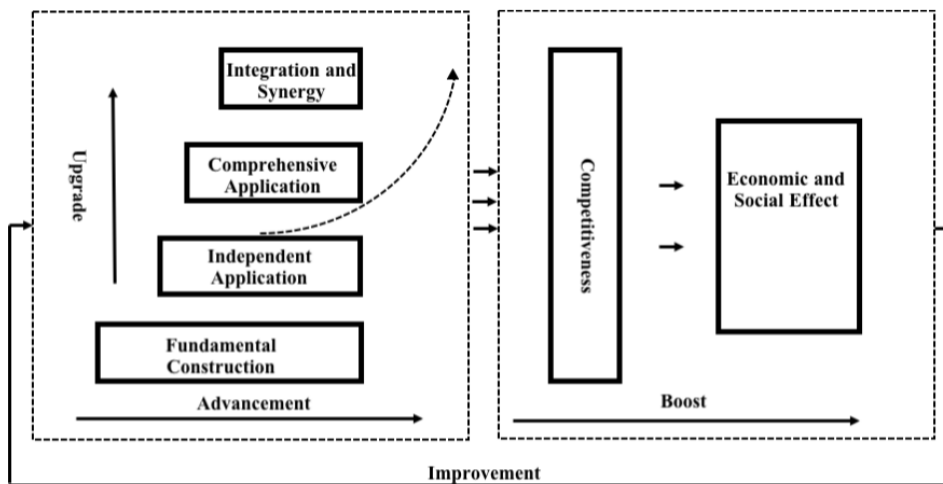 Integration and
Synergy
Comprehensive
Application
Upgrade
Independent
Application
Fundamental
Construction
Advancement
Competitiveness
Economic and
Social Effect
Boost
Improvement